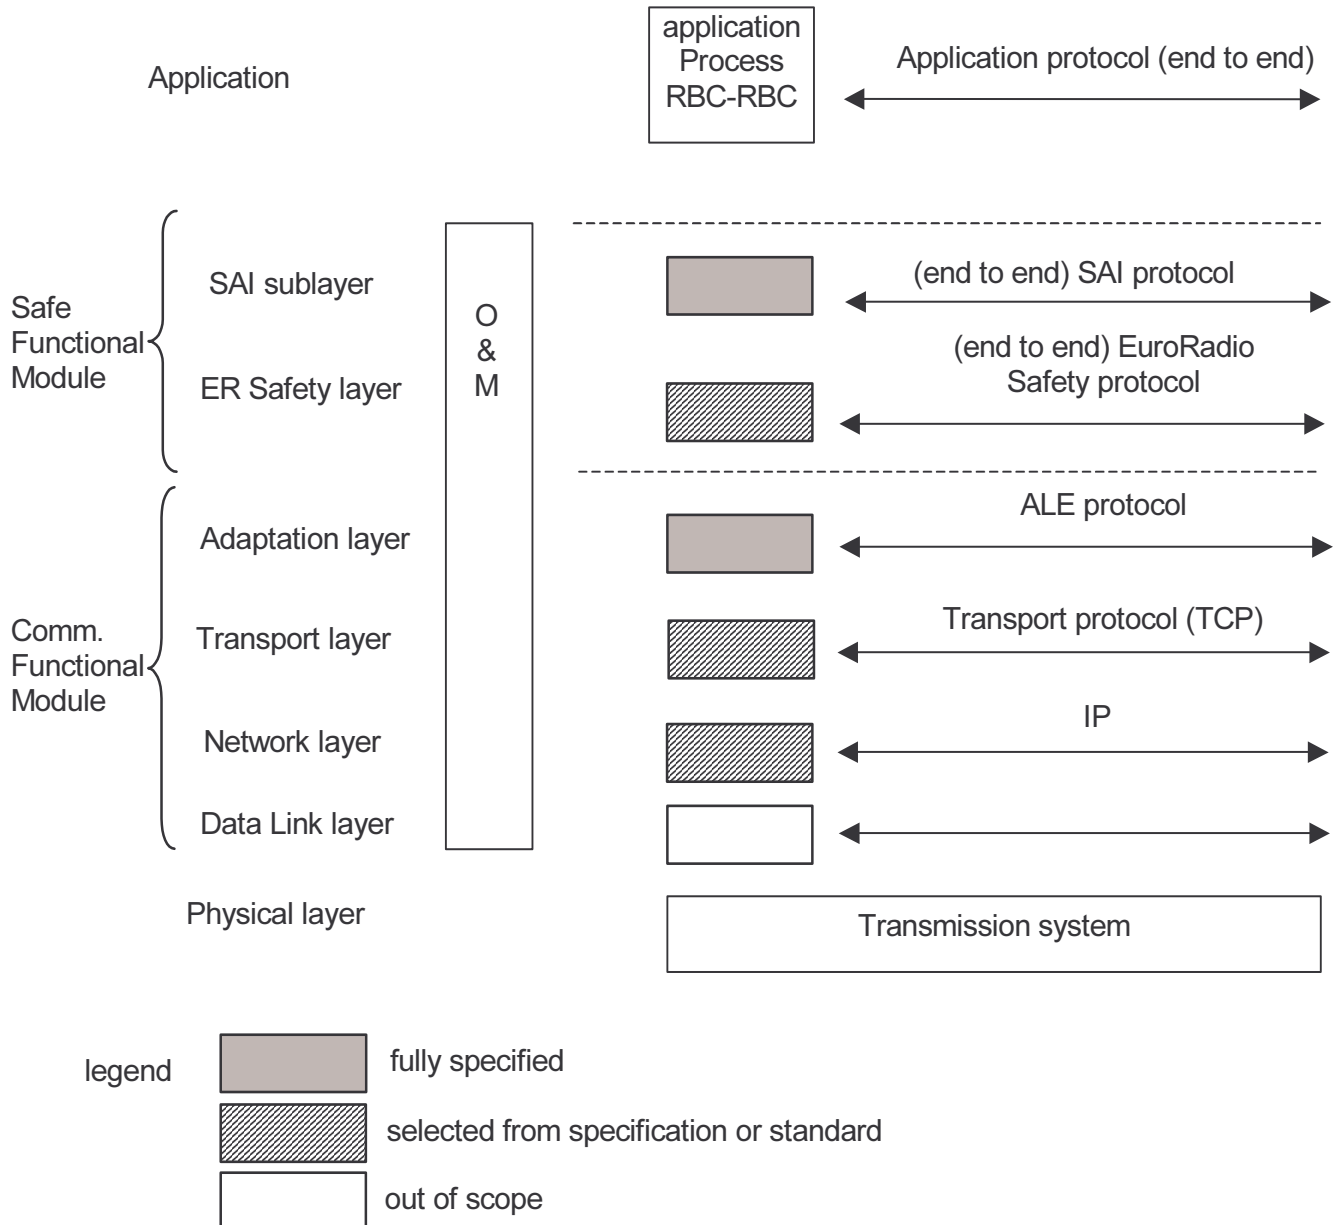 application
Process
RBC-RBC
Application
Application protocol (end to end)
SAI sublayer
(end to end) SAI protocol
Safe
Functional
Module
O
&
M
ER Safety layer
(end to end) EuroRadio
Safety protocol
Adaptation layer
ALE protocol
Comm.
Functional
Module
Transport layer
Transport protocol (TCP)
Network layer
IP
Data Link layer
Physical layer
Transmission system
legend
fully specified
selected from specification or standard
out of scope